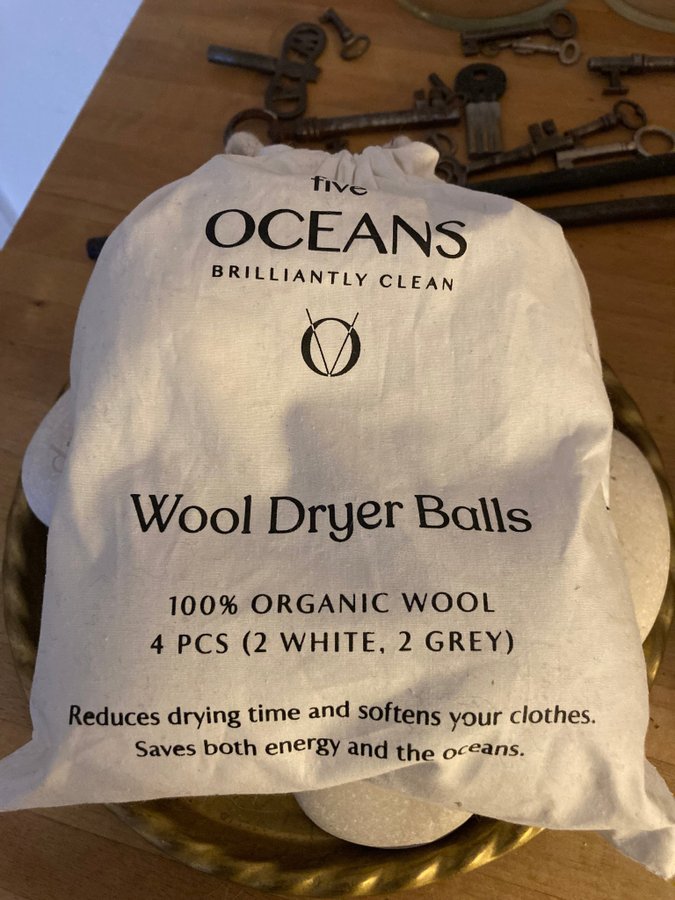 five
OCEANS
BRILLIANTLY CLEAN
Wool Dryer Balls
100% ORGANIC WOOL
4 PCS (2 WHITE, 2 GREY)
Reduces drying time and softens your clothes.
Saves both energy and the oceans.